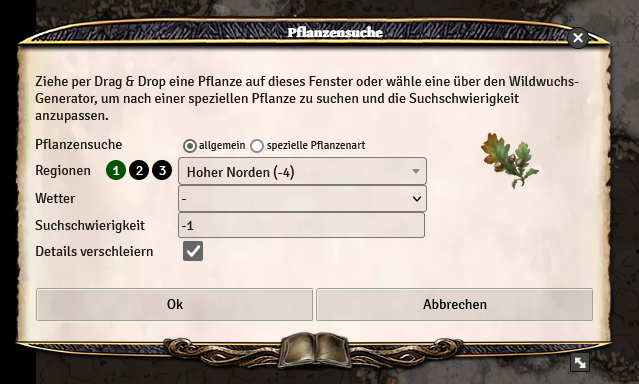 Pflanzensuche
Ziehe per Drag & Drop eine Pflanze auf dieses Fenster oder wähle eine über den Wildwuchs-
Generator, um nach einer speziellen Pflanze zu suchen und die Suchschwierigkeit
anzupassen.
Pflanzensuche allgemein spezielle Pflanzenart
Regionen 1 2 3 Hoher Norden (-4)
Wetter -
Suchschwierigkeit -1
Details verschleiern
Ok Abbrechen